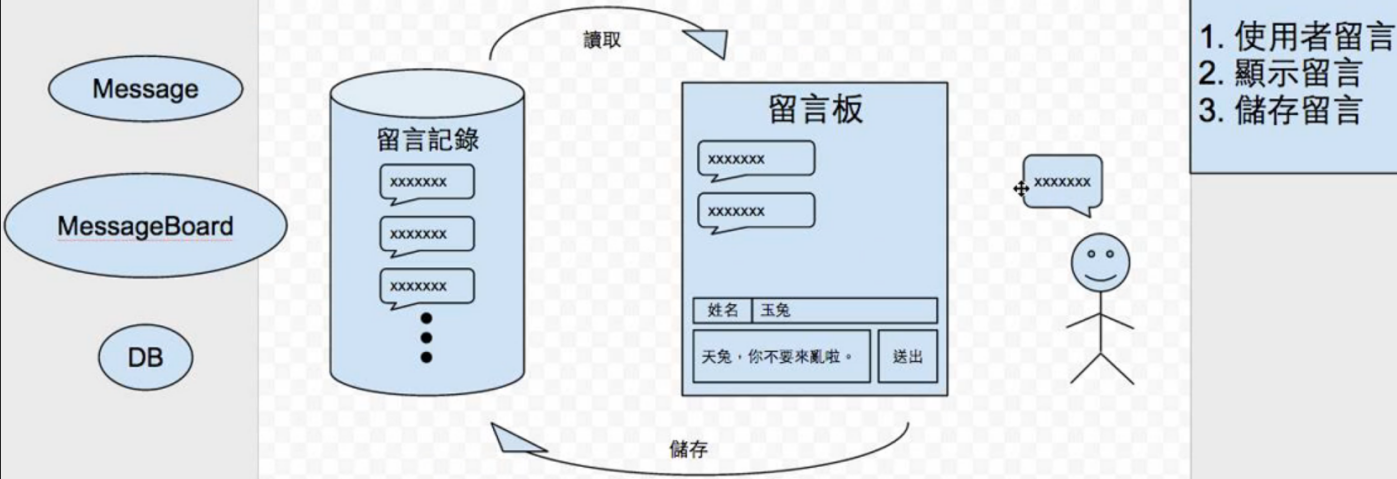 Message
MessageBoard
DB
讀取
留言記錄
xxxxxxx
xxxxxxx
xxxxxxx
儲存
留言板
xxxxxxx
xxxxxxx
姓名 玉兔
天兔,你不要來亂啦。 送出
xxxxxxx
1. 使用者留言
2. 顯示留言
3. 儲存留言